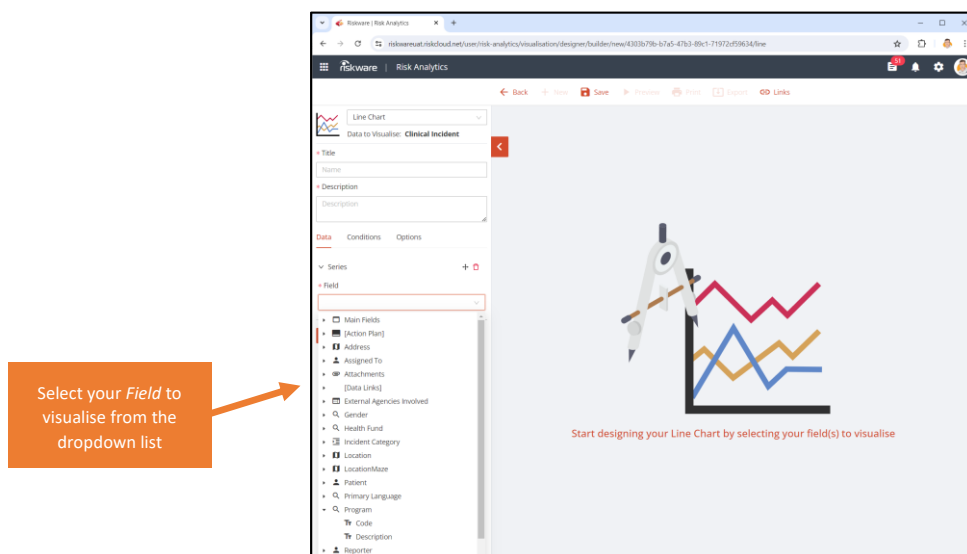 Riskware | Risk Analytics
riskwareuat.riskcloud.net/user/risk-analytics/visualisation/designer/builder/new/4303b79b-b7a5-47b3-89c1-71972cf59634/line
riskware | Risk Analytics
51
Back New Save Preview Print Export Links
Line Chart
Data to Visualise: Clinical Incident
* Title
Name
* Description
Description
Data Conditions Options
Series
* Field
Main Fields
[Action Plan]
Address
Assigned To
Attachments
[Data Links]
External Agencies Involved
Gender
Health Fund
Incident Category
Location
LocationMaze
Patient
Primary Language
Program
Tr Code
Tr Description
Reporter
Start designing your Line Chart by selecting your field(s) to visualise
Select your Field to
visualise from the
dropdown list